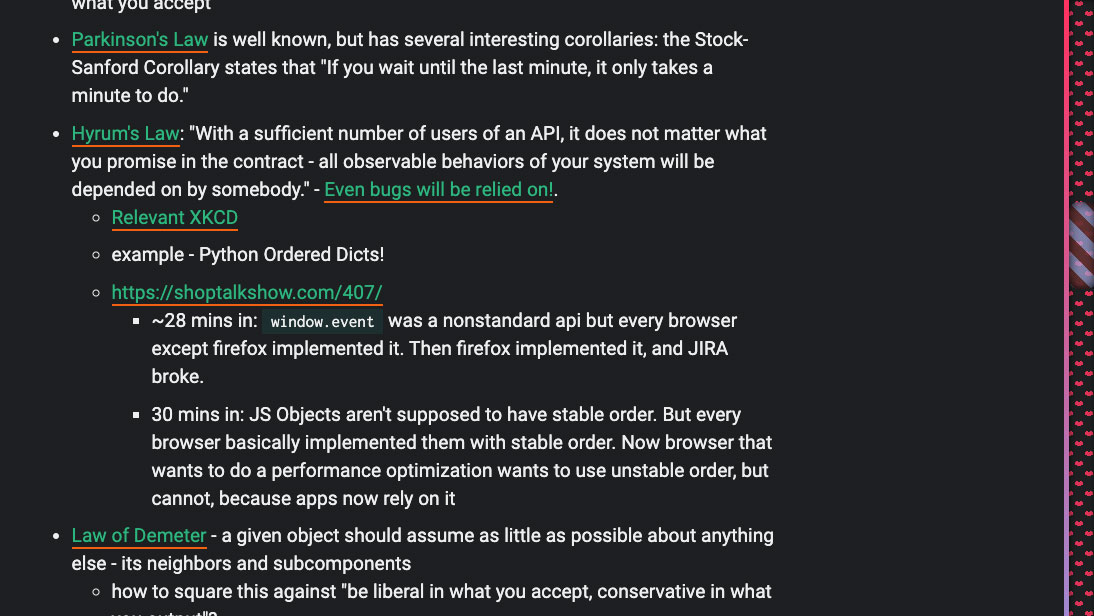 what you accept
Parkinson's Law is well known, but has several interesting corollaries: the Stock-
Sanford Corollary states that "If you wait until the last minute, it only takes a
minute to do."
Hyrum's Law: "With a sufficient number of users of an API, it does not matter what
you promise in the contract - all observable behaviors of your system will be
depended on by somebody." - Even bugs will be relied on!.
Relevant XKCD
example - Python Ordered Dicts!
https://shoptalkshow.com/407/
~28 mins in: window.event was a nonstandard api but every browser
except firefox implemented it. Then firefox implemented it, and JIRA
broke.
30 mins in: JS Objects aren't supposed to have stable order. But every
browser basically implemented them with stable order. Now browser that
wants to do a performance optimization wants to use unstable order, but
cannot, because apps now rely on it
Law of Demeter - a given object should assume as little as possible about anything
else - its neighbors and subcomponents
how to square this against "be liberal in what you accept, conservative in what
you output"?